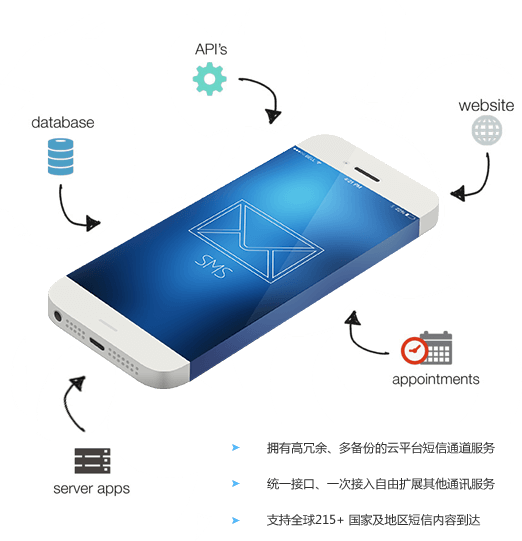 API's
website
database
4:21 PM
SMS
appointments
server apps
拥有高冗余、多备份的云平台短信通道服务
统一接口、一次接入自由扩展其他通讯服务
支持全球215+ 国家及地区短信内容到达